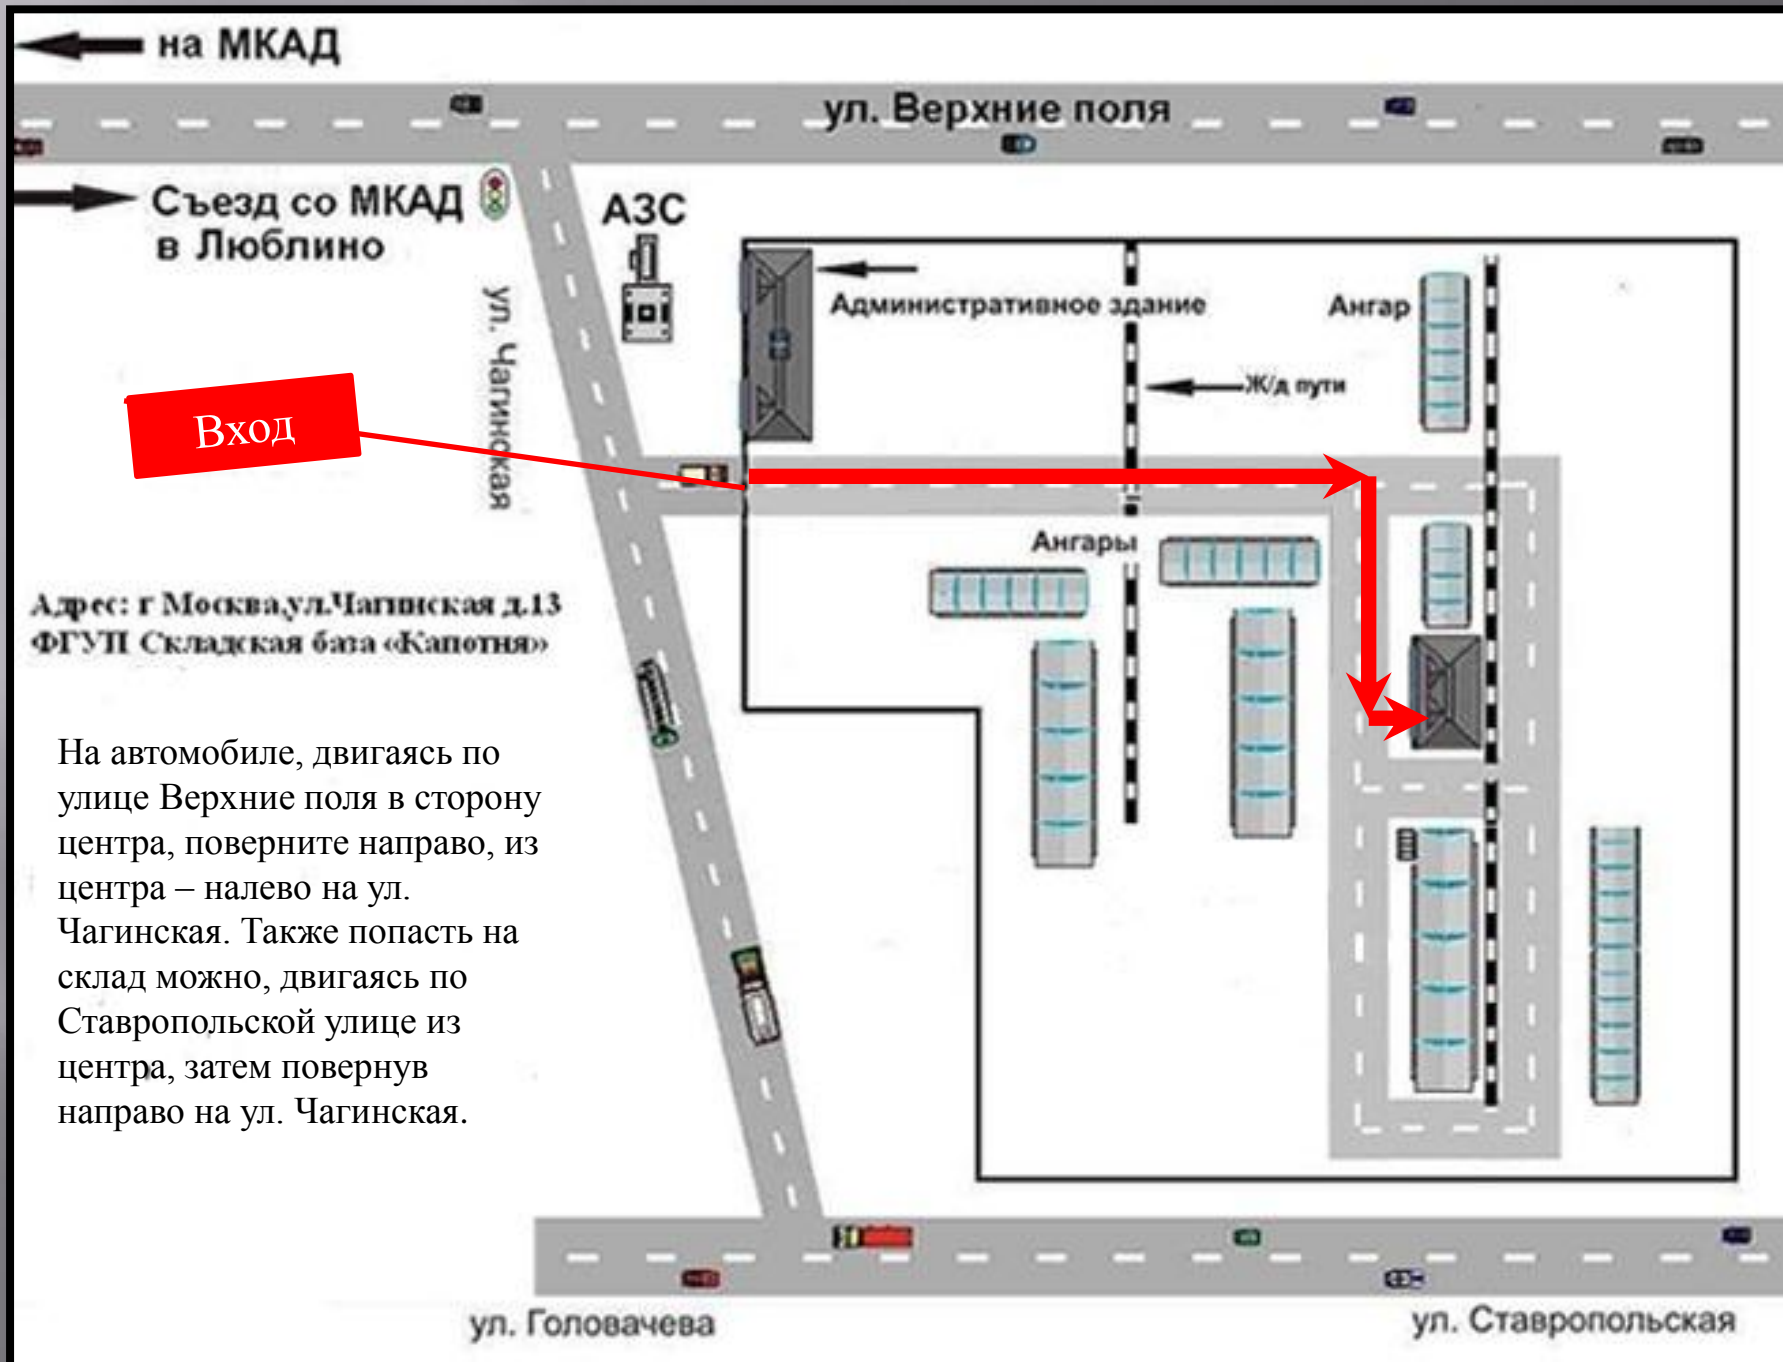 на МКАД
ул. Верхние поля
Съезд со МКАД
в Люблино
АЗС
ул. Чагинская
Административное здание
Ангар
Ж/д пути
Вход
Ангары
Адрес: г Москва,ул.Чагинская д.13
ФГУП Складская база «Капотня»
На автомобиле, двигаясь по
улице Верхние поля в сторону
центра, поверните направо, из
центра – налево на ул.
Чагинская. Также попасть на
склад можно, двигаясь по
Ставропольской улице из
центра, затем повернув
направо на ул. Чагинская.
ул. Головачева
ул. Ставропольская